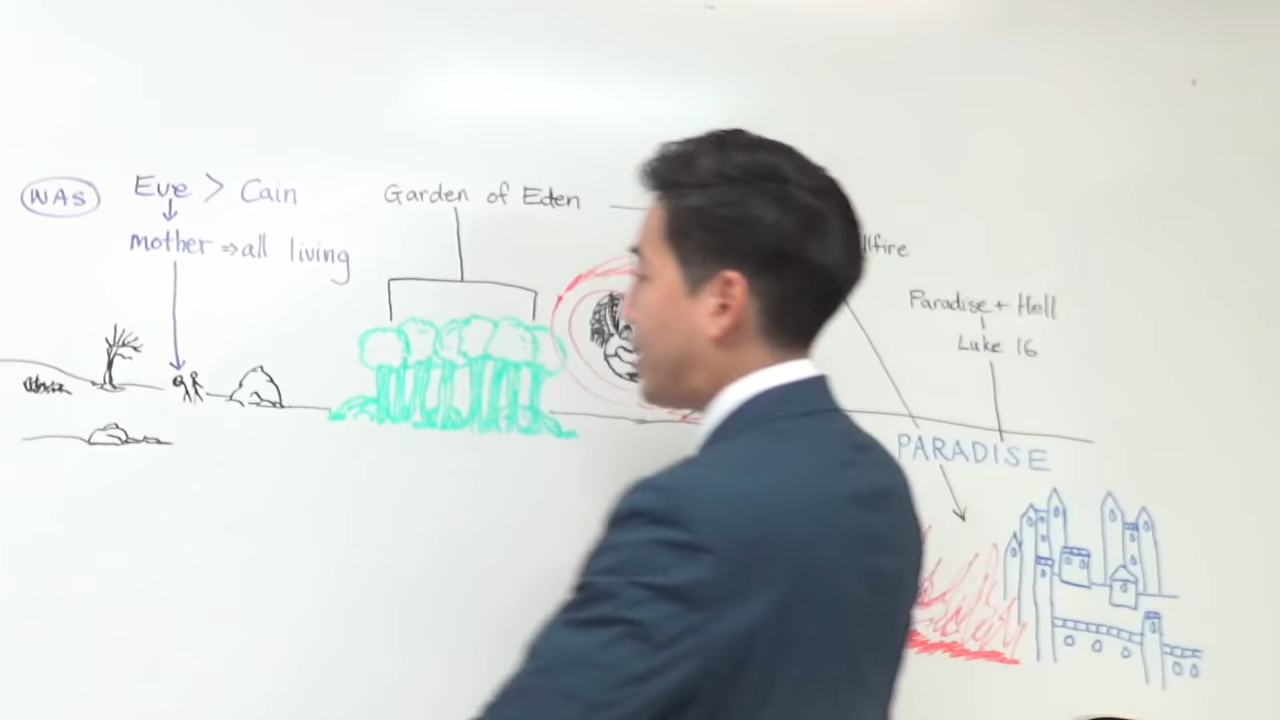 WAS
Eve > Cain
mother ⇒ all living
Garden of Eden
Paradise + Hell
Luke 16
PARADISE